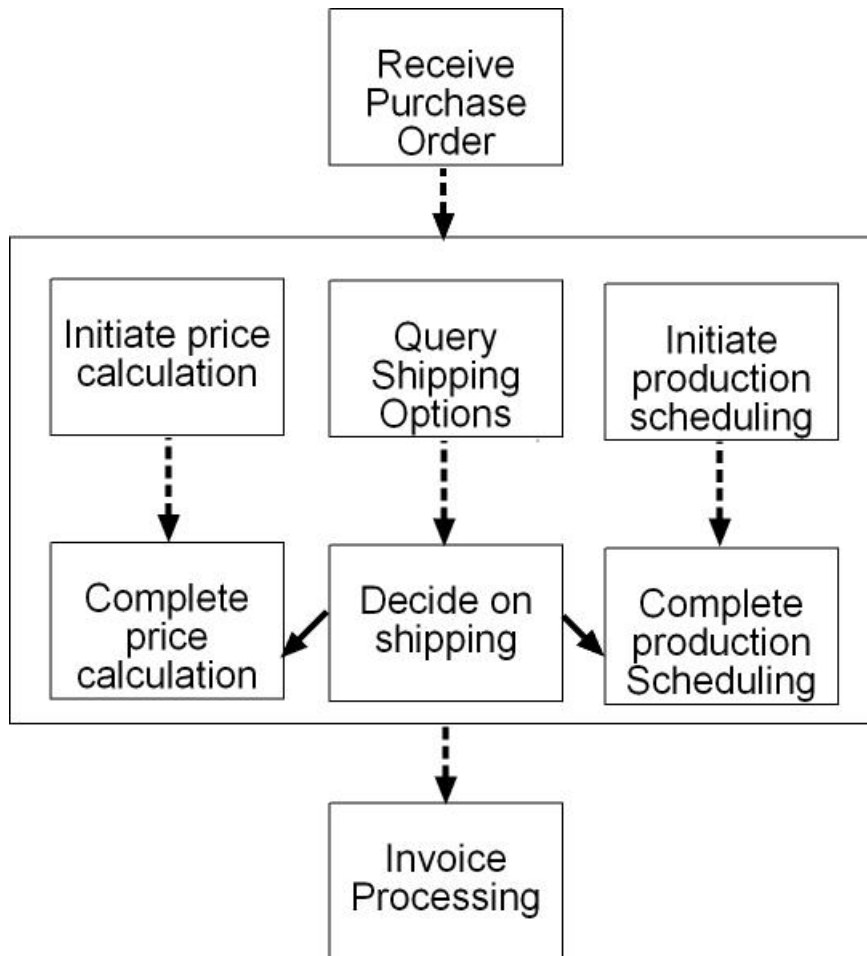 Receive
Purchase
Order
Initiate price
calculation
Query
Shipping
Options
Initiate
production
scheduling
Complete
price
calculation
Decide on
shipping
Complete
production
Scheduling
Invoice
Processing